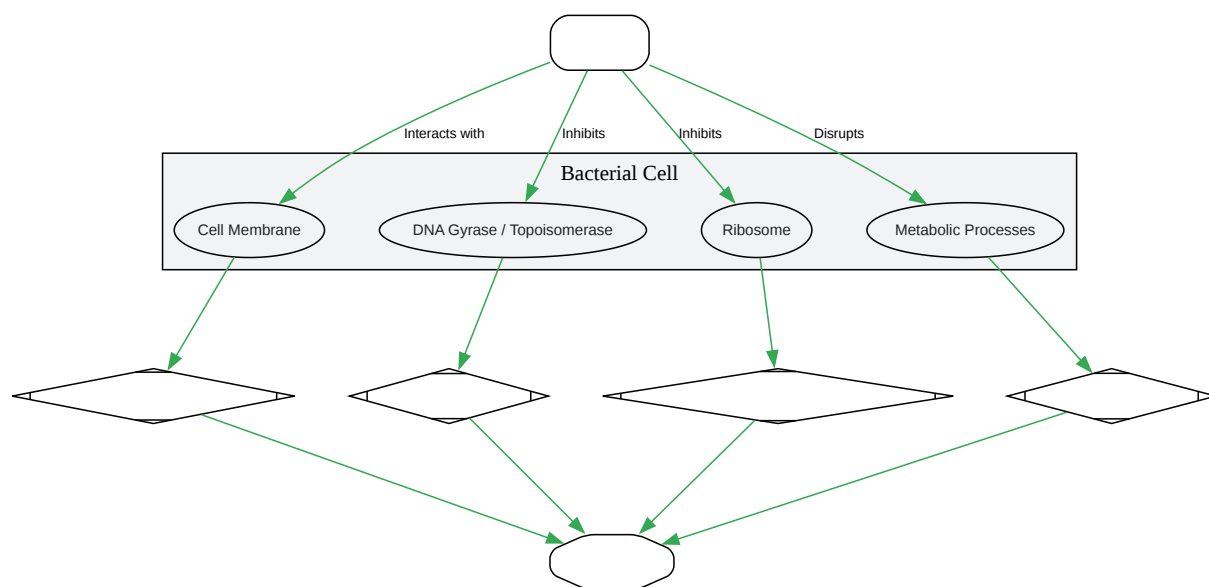 Interacts with
Inhibits
Inhibits
Disrupts
Bacterial Cell
Cell Membrane
DNA Gyrase / Topoisomerase
Ribosome
Metabolic Processes